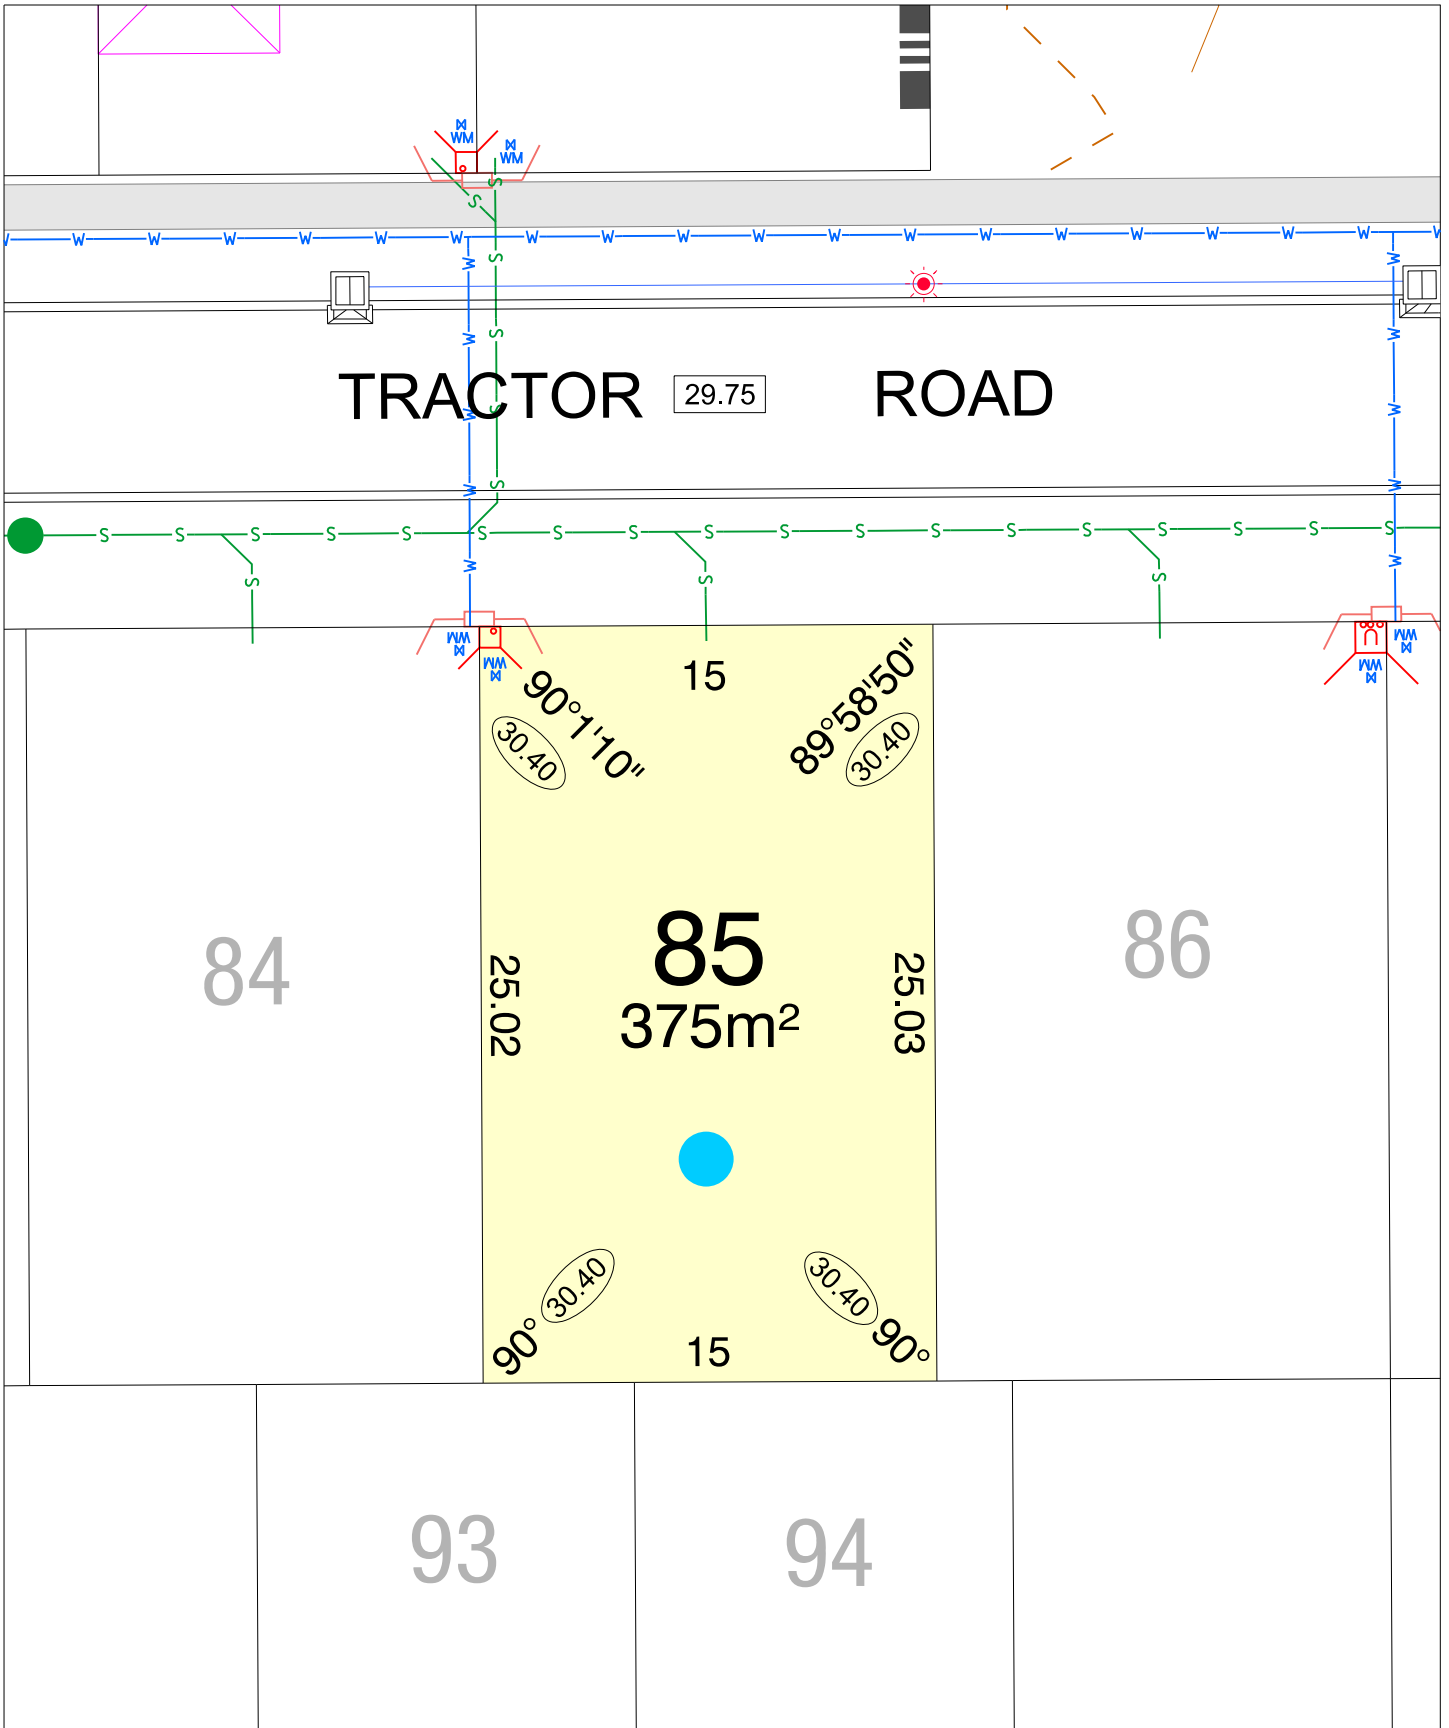 WM
WM
S
S
W W W W W W W W W W W W W W W W W W W W
W S W
W S W
TRACTOR 29.75 ROAD
W S W
W S W
S S S S S S S S S S S S S S S S S S
W W
S S S
WM WM
WM WM
15
90°1'10" 89°58'50"
30.40 30.40
84 85 86
375m²
25.02 25.03
30.40 30.40
90° 15 90°
93 94